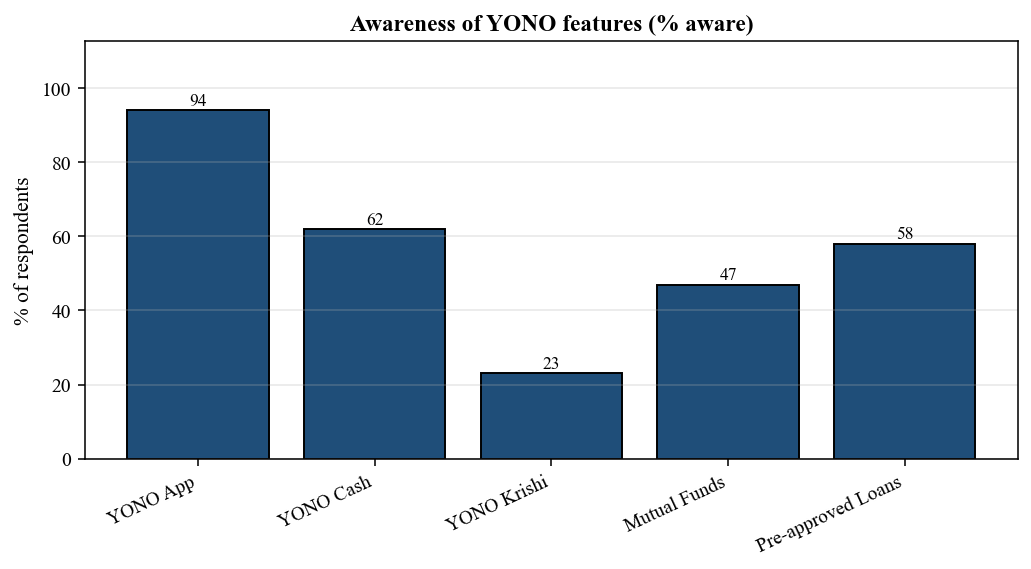 Awareness of YONO features (% aware)
% of respondents
100
80
60
40
20
0
94
62
23
47
58
YONO App
YONO Cash
YONO Krishi
Mutual Funds
Pre-approved Loans